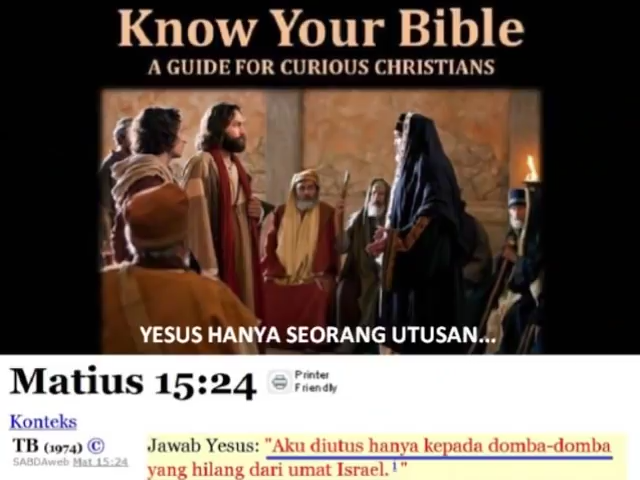 Know Your Bible
A GUIDE FOR CURIOUS CHRISTIANS
YESUS HANYA SEORANG UTUSAN...
Matius 15:24
Printer
Friendly
Konteks
TB (1974) ©
SABDAweb Mat 15:24
Jawab Yesus: "Aku diutus hanya kepada domba-domba
yang hilang dari umat Israel. i "